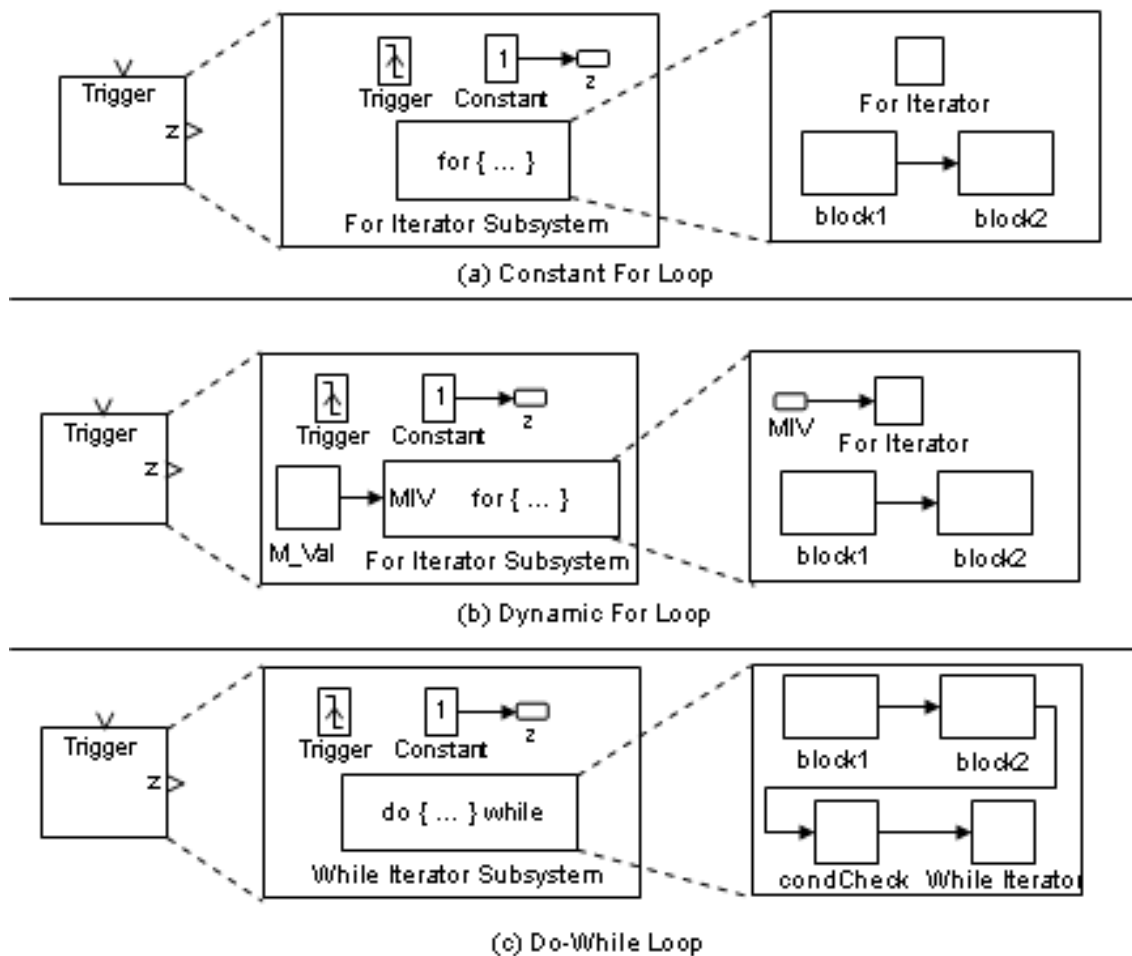 Trigger
z
Trigger
1
Constant
z
for { ... }
For Iterator Subsystem
For Iterator
block1
block2
(a) Constant For Loop
Trigger
z
Trigger
1
Constant
z
M_Val
MIV
for { ... }
For Iterator Subsystem
MIV
For Iterator
block1
block2
(b) Dynamic For Loop
Trigger
z
Trigger
1
Constant
z
do { ... } while
While Iterator Subsystem
block1
block2
condCheck
While Iterator
(c) Do-While Loop